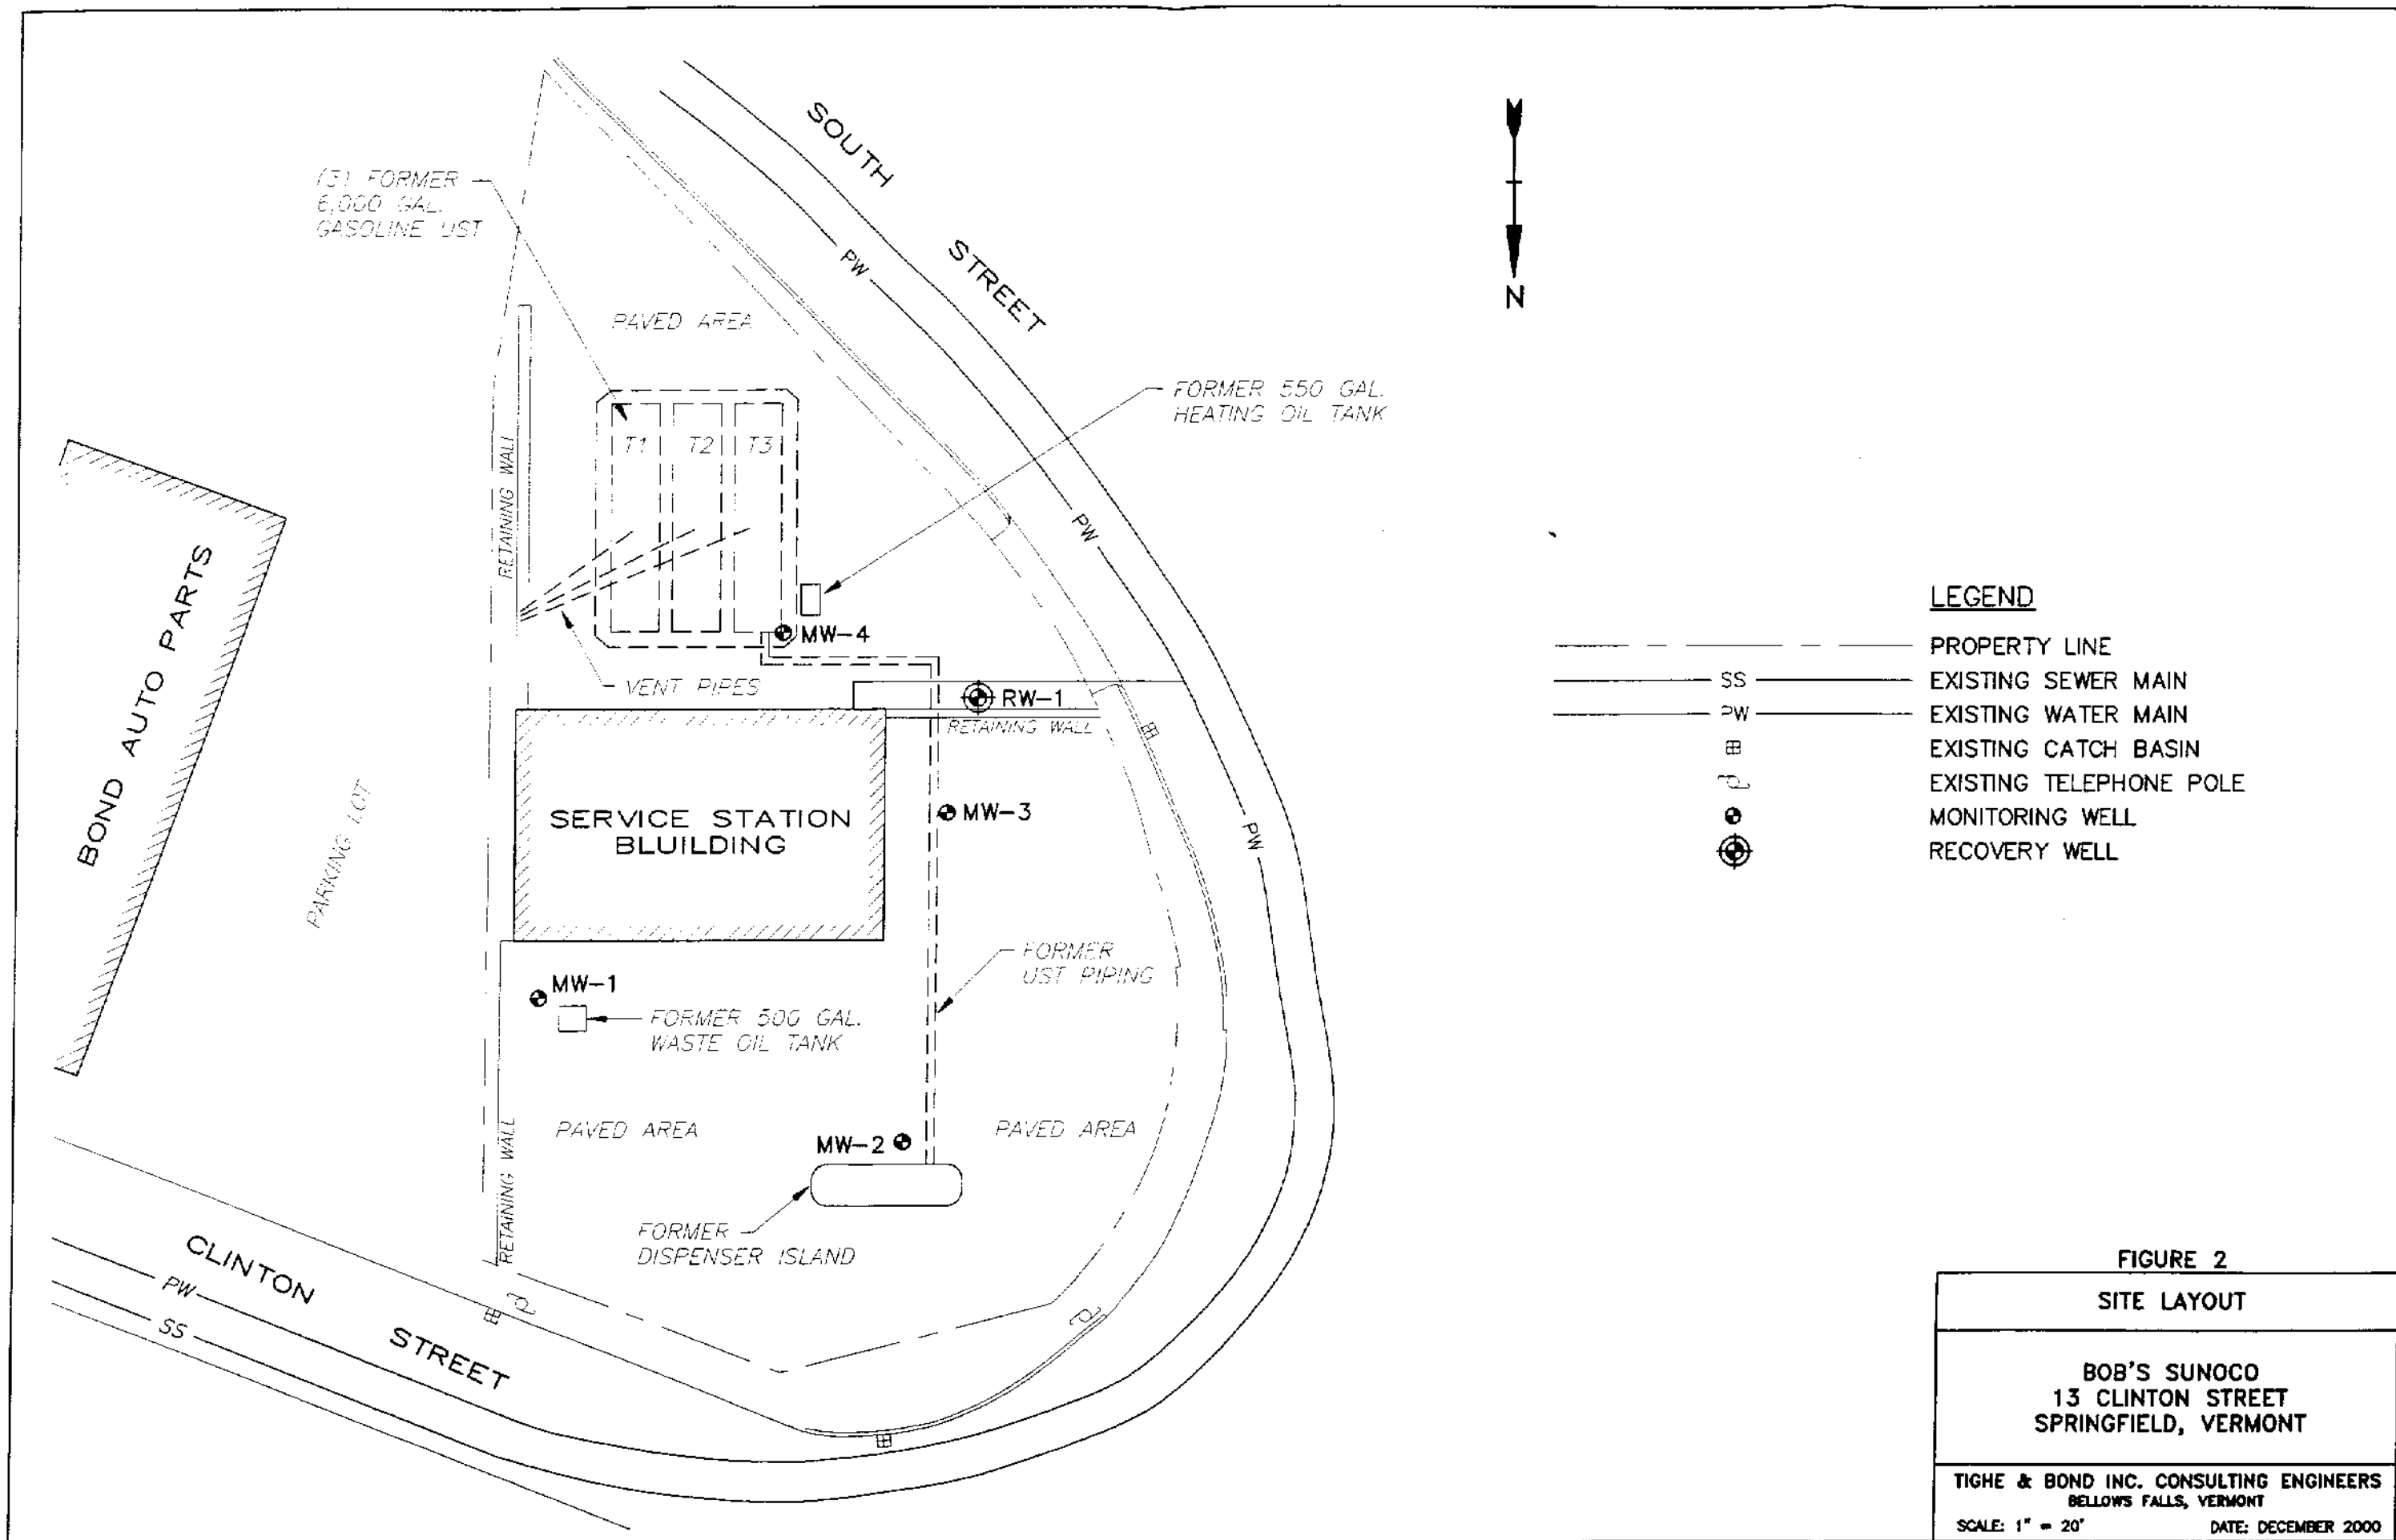 SOUTH
STREET
N
(3) FORMER
6,000 GAL.
GASOLINE UST
PAVED AREA
PW
FORMER 550 GAL.
HEATING OIL TANK
T1 T2 T3
RETAINING WALL
PW
BOND AUTO PARTS
PARKING LOT
MW-4
VENT PIPES
RW-1
RETAINING WALL
SERVICE STATION
BLUILDING
MW-3
PW
FORMER
UST PIPING
MW-1
FORMER 500 GAL.
WASTE OIL TANK
PAVED AREA
MW-2
PAVED AREA
RETAINING WALL
FORMER
DISPENSER ISLAND
CLINTON
STREET
PW
SS
LEGEND
PROPERTY LINE
SS EXISTING SEWER MAIN
PW EXISTING WATER MAIN
EXISTING CATCH BASIN
EXISTING TELEPHONE POLE
MONITORING WELL
RECOVERY WELL
FIGURE 2
SITE LAYOUT
BOB'S SUNOCO
13 CLINTON STREET
SPRINGFIELD, VERMONT
TIGHE & BOND INC. CONSULTING ENGINEERS
BELLOWS FALLS, VERMONT
SCALE: 1" = 20' DATE: DECEMBER 2000